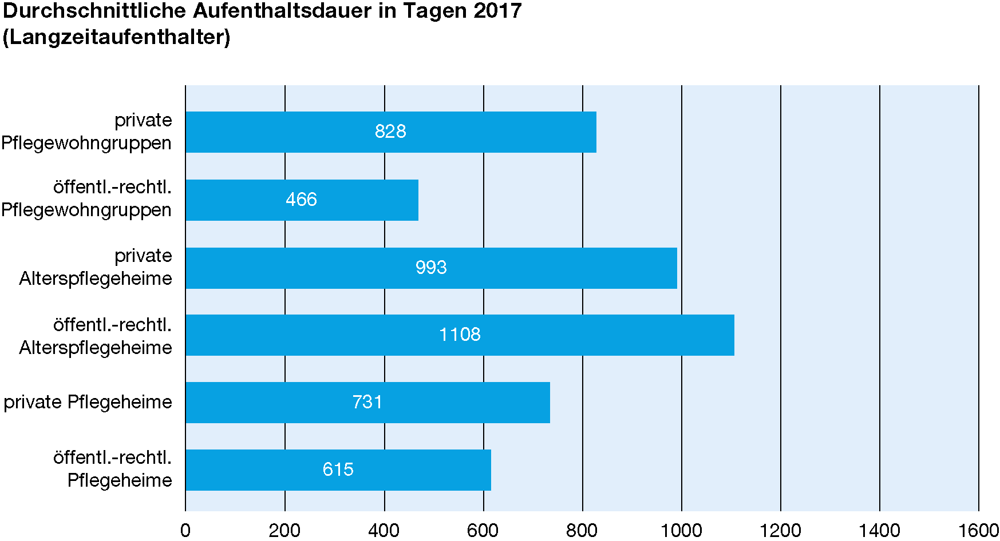 Durchschnittliche Aufenthaltsdauer in Tagen 2017
(Langzeitaufenthalter)
private
Pflegewohngruppen
828
öffentl.-rechtl.
Pflegewohngruppen
466
private
Alterspflegeheime
993
öffentl.-rechtl.
Alterspflegeheime
1108
private Pflegeheime
731
öffentl.-rechtl.
Pflegeheime
615
0 200 400 600 800 1000 1200 1400 1600